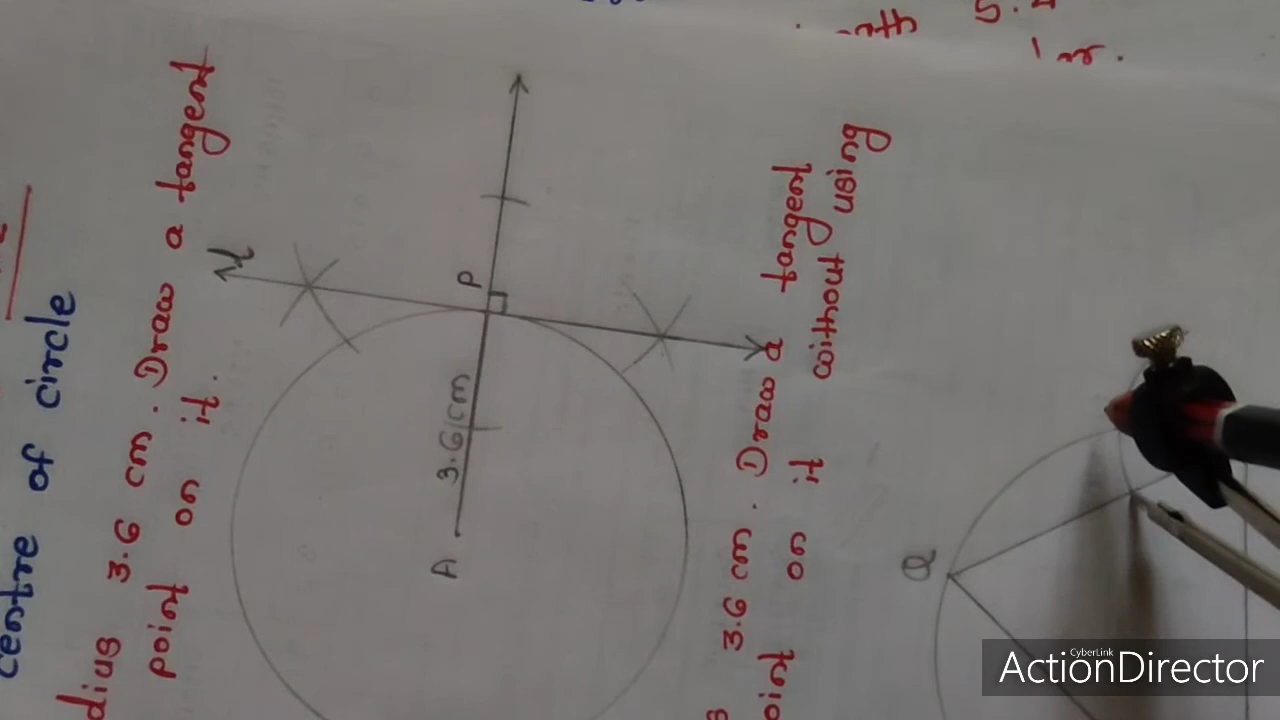 centre of circle
dius 3.6 cm. Draw a tangent
point on it.
l
P
3.6 cm
A
3.6 cm. Draw a tangent
oint on it without using
Q
CyberLink
ActionDirector